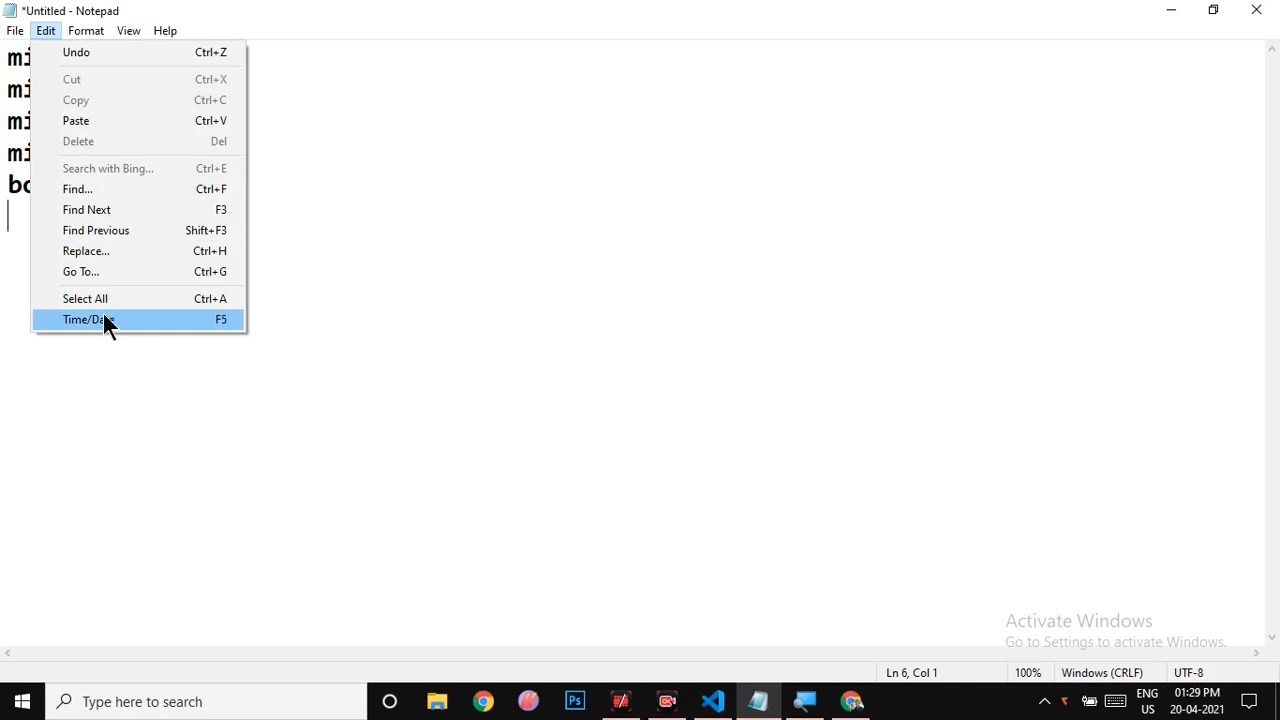 *Untitled - Notepad
File Edit Format View Help
Undo Ctrl+Z
Cut Ctrl+X
Copy Ctrl+C
Paste Ctrl+V
Delete Del
Search with Bing... Ctrl+E
Find... Ctrl+F
Find Next F3
Find Previous Shift+F3
Replace... Ctrl+H
Go To... Ctrl+G
Select All Ctrl+A
Time/Date F5
Activate Windows
Go to Settings to activate Windows.
Ln 6, Col 1 100% Windows (CRLF) UTF-8
Type here to search
Ps
ENG 01:29 PM
US 20-04-2021